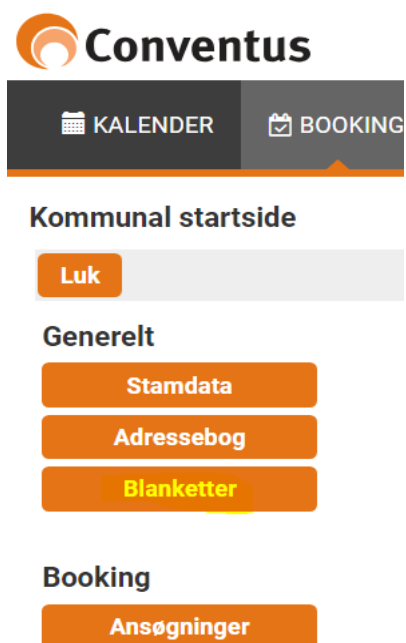 Conventus
KALENDER BOOKING
Kommunal startside
Luk
Generelt
Stamdata
Adressebog
Blanketter
Booking
Ansøgninger